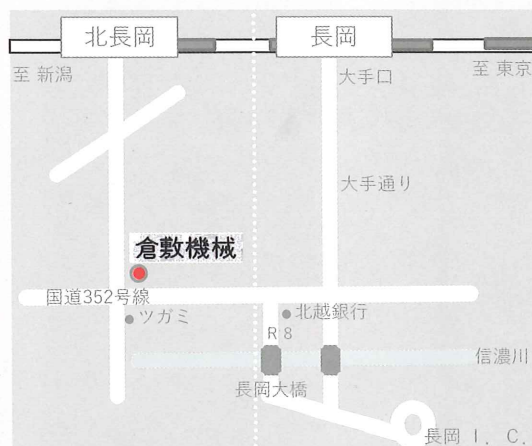 北長岡
長岡
至 新潟
大手口
至 東京
大手通り
倉敷機械
国道352号線
ツガミ
北越銀行
R 8
信濃川
長岡大橋
長岡 I. C.